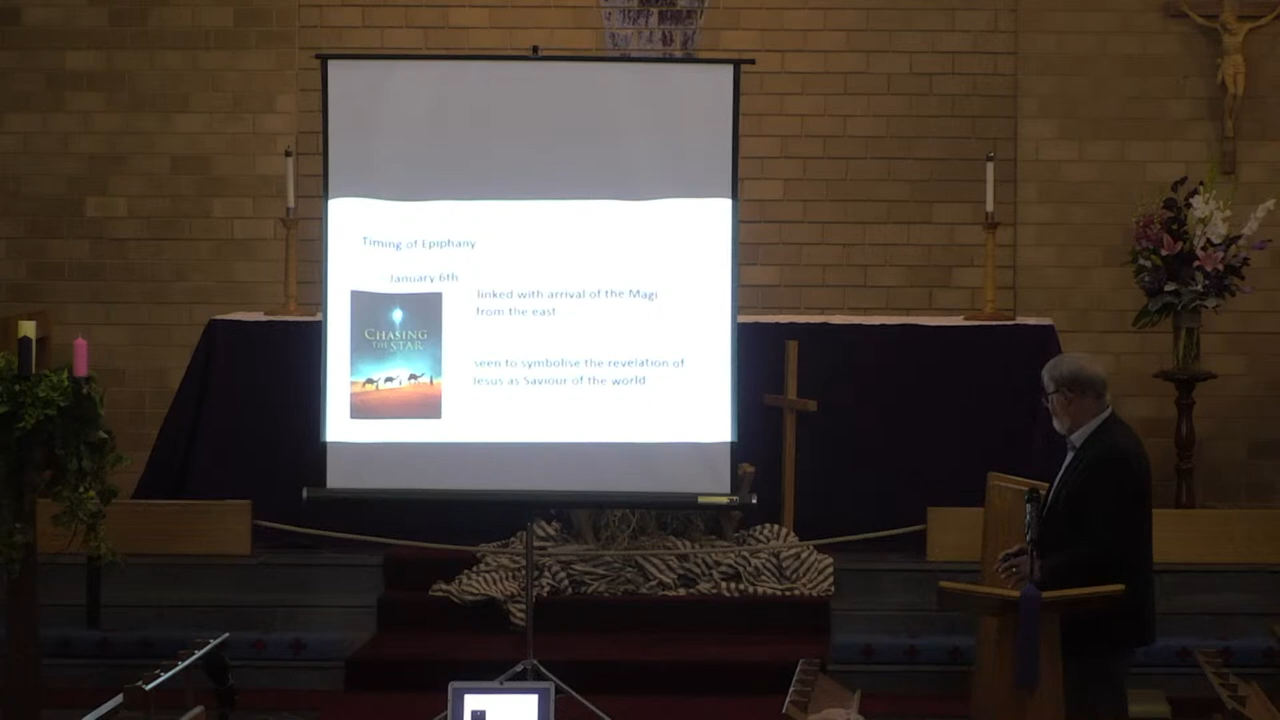 Timing of Epiphany
January 6th
linked with arrival of the Magi
from the east
CHASING
THE STAR
seen to symbolise the revelation of
Jesus as Saviour of the world